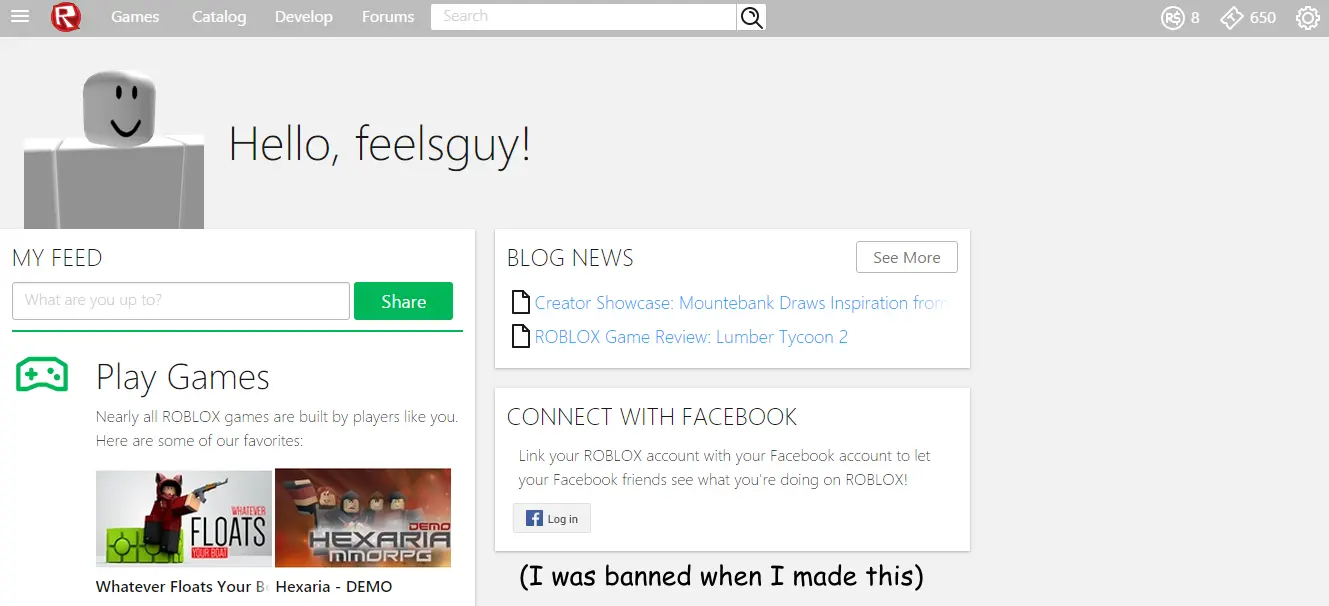 Games Catalog Develop Forums Search R$ 8 650
Hello, feelsguy!
MY FEED
What are you up to?
Share
Play Games
Nearly all ROBLOX games are built by players like you.
Here are some of our favorites:
WHATEVER
FLOATS
YOUR BOAT
DEMO
HEXARIA
MMORPG
Whatever Floats Your B
Hexaria - DEMO
BLOG NEWS
See More
Creator Showcase: Mountebank Draws Inspiration from
ROBLOX Game Review: Lumber Tycoon 2
CONNECT WITH FACEBOOK
Link your ROBLOX account with your Facebook account to let
your Facebook friends see what you're doing on ROBLOX!
f Log in
(I was banned when I made this)